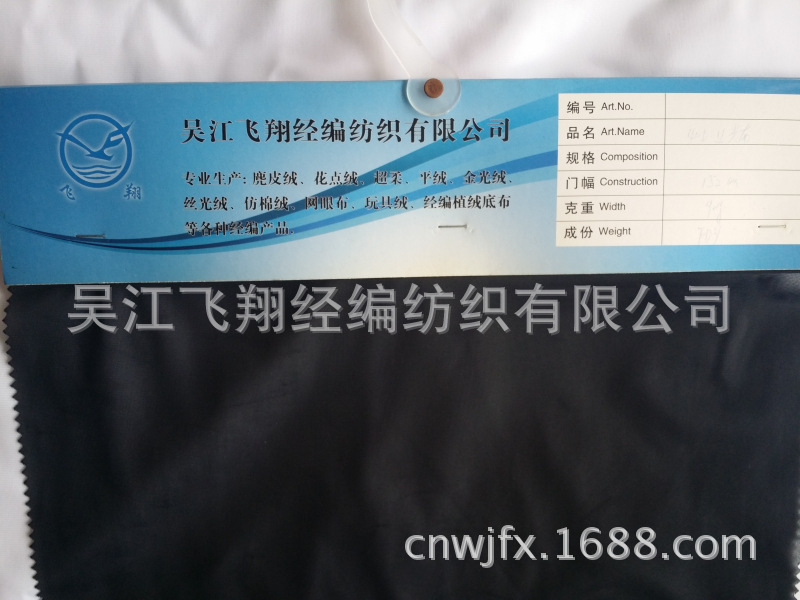 吴江飞翔经编纺织有限公司
飞 翔
专业生产: 麂皮绒、花点绒、超柔、平绒、金光绒、
丝光绒、仿棉绒、网眼布、玩具绒、经编植绒底布
等各种经编产品。
编号 Art.No.
品名 Art.Name
规格 Composition
门幅 Construction
克重 Width
成份 Weight
吴江飞翔经编纺织有限公司
cnwjfx.1688.com